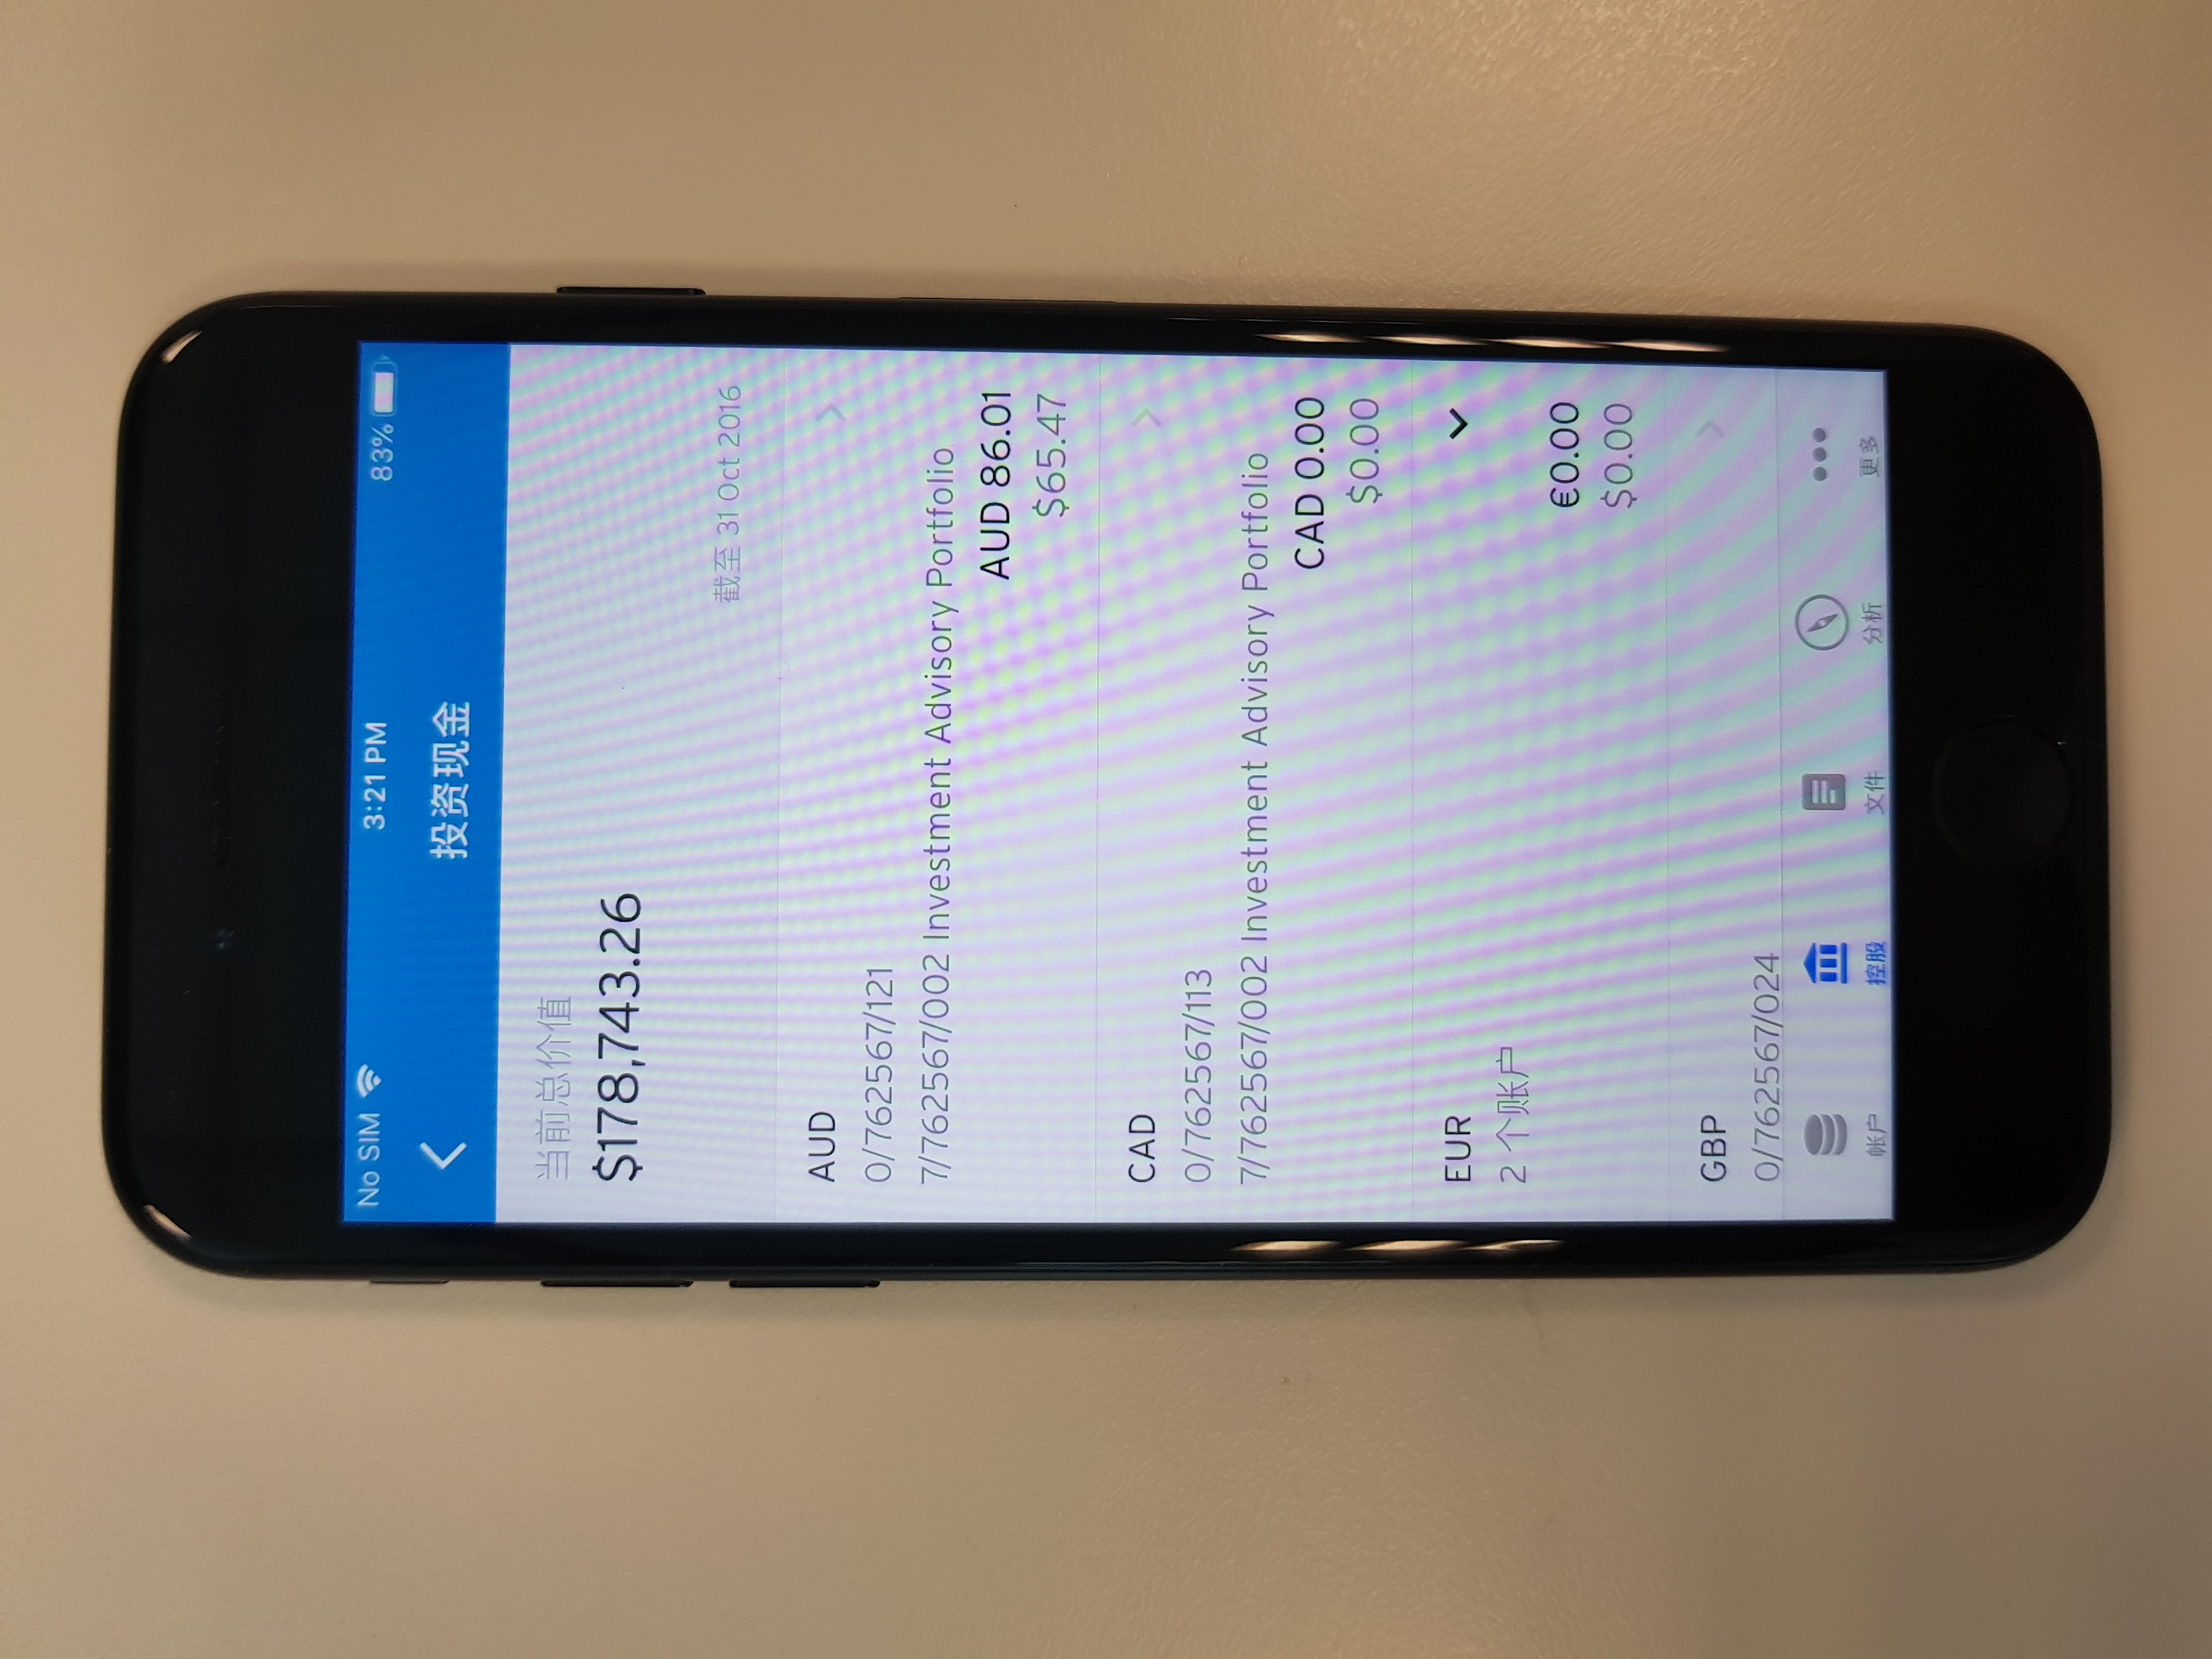 No SIM 3:21 PM 83%
投资现金
当前总价值
$178,743.26
截至 31 Oct 2016
AUD
0/762567/121
7/762567/002 Investment Advisory Portfolio
AUD 86.01
$65.47
CAD
0/762567/113
7/762567/002 Investment Advisory Portfolio
CAD 0.00
$0.00
EUR
2 个账户
€0.00
$0.00
GBP
0/762567/024
帐户 控股 文件 分析 更多